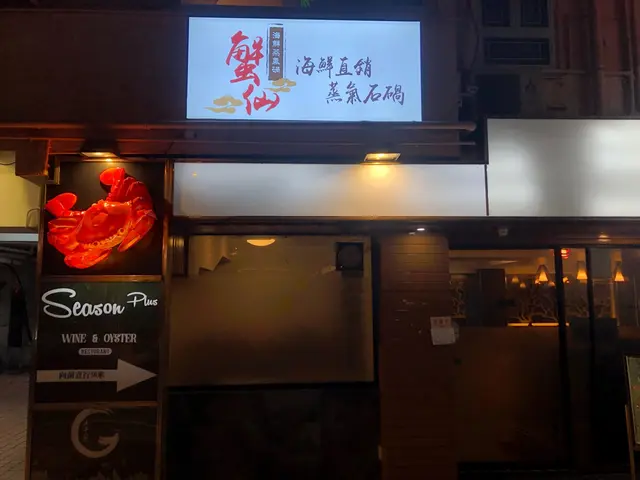 蟹仙
海鮮蒸氣鍋
海鮮直銷
蒸氣石鍋
Season Plus
WINE & OYSTER
RESTAURANT
G